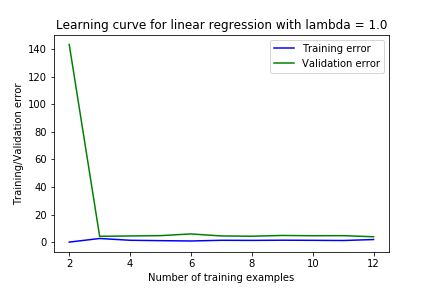 Learning curve for linear regression with lambda = 1.0
Training error
Validation error
140
120
100
80
60
40
20
0
Training/Validation error
2 4 6 8 10 12
Number of training examples